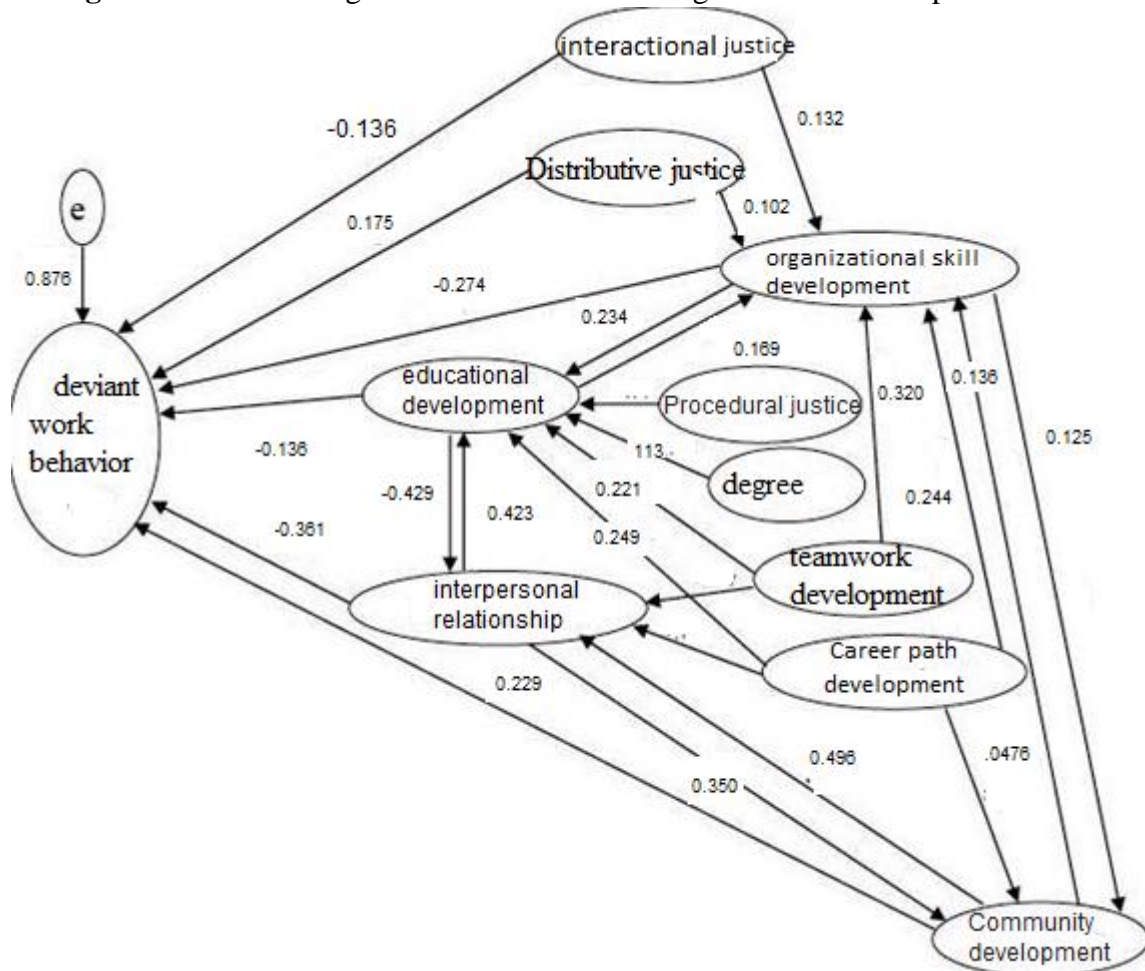 interactional justice
-0.136
0.132
Distributive justice
e
0.175
0.102
0.876
organizational skill
development
-0.274
0.234
0.169
educational
development
deviant
work
behavior
Procedural justice
0.320
0.136
0.125
-0.136
-0.429
0.423
113
degree
0.221
0.244
0.249
-0.361
teamwork
development
interpersonal
relationship
Career path
development
0.229
0.496
.0476
0.350
Community
development